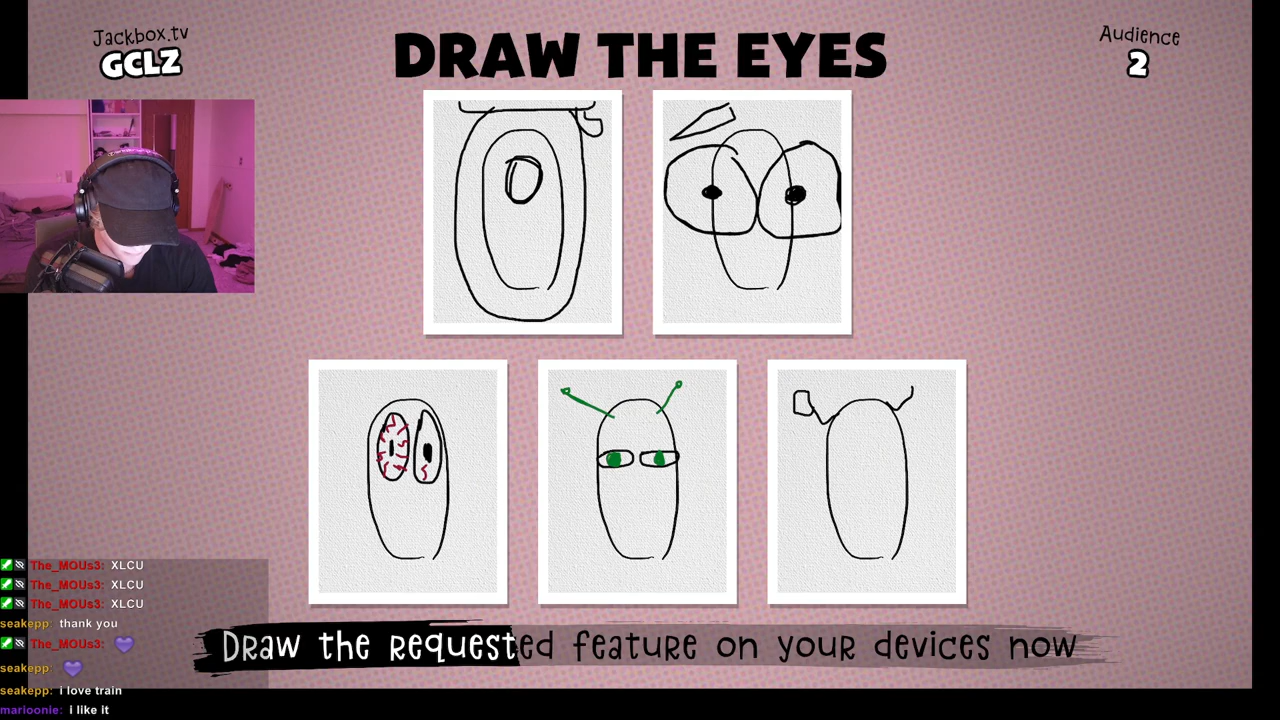 Jackbox.tv
GCLZ
DRAW THE EYES
Audience
2
The_MOUs3: XLCU
The_MOUs3: XLCU
The_MOUs3: XLCU
seakepp: thank you
The_MOUs3: 💜
seakepp: 💜
seakepp: i love train
marioonie: i like it
Draw the requested feature on your devices now